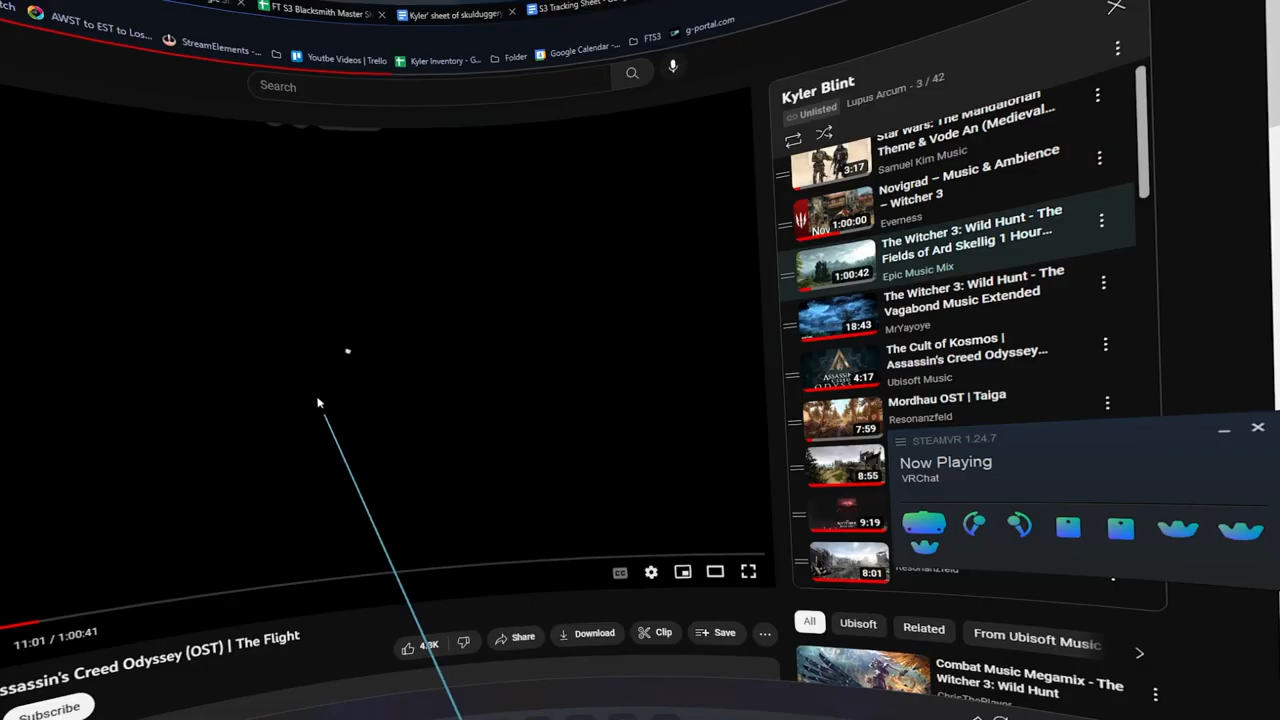 FT S3 Blacksmith Master S
Kyler' sheet of skulduggery
S3 Tracking Sheet - Go
AWST to EST to Los...
StreamElements -...
Youtbe Videos | Trello
Kyler Inventory - G...
Folder
Google Calendar -...
FTS3
g-portal.com
Search
Kyler Blint
Unlisted
Lupus Arcum - 3 / 42
Star Wars: The Mandalorian
Theme & Vode An (Medieval...
Samuel Kim Music
3:17
Novigrad – Music & Ambience
– Witcher 3
Everness
1:00:00
The Witcher 3: Wild Hunt - The
Fields of Ard Skellig 1 Hour...
Epic Music Mix
1:00:42
The Witcher 3: Wild Hunt - The
Vagabond Music Extended
MrYayoye
18:43
The Cult of Kosmos |
Assassin's Creed Odyssey...
Ubisoft Music
4:17
Mordhau OST | Taiga
Resonanzfeld
7:59
8:55
9:19
8:01
Resonanzfeld
STEAMVR 1.24.7
Now Playing
VRChat
11:01 / 1:00:41
ssassin's Creed Odyssey (OST) | The Flight
Subscribe
4.3K
Share
Download
Clip
Save
All
Ubisoft
Related
From Ubisoft Music
Combat Music Megamix - The
Witcher 3: Wild Hunt
ChrisThePlayer